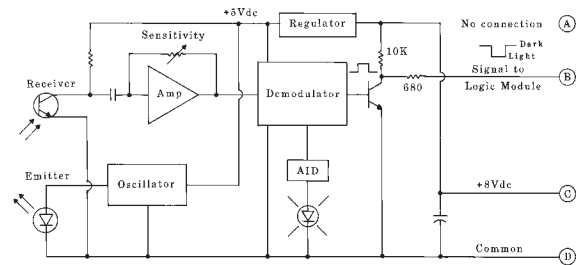 +5Vdc
Regulator
No connection
A
Sensitivity
10K
Dark
Light
Receiver
Amp
Demodulator
680
Signal to
Logic Module
B
Emitter
Oscillator
AID
+8Vdc
C
Common
D